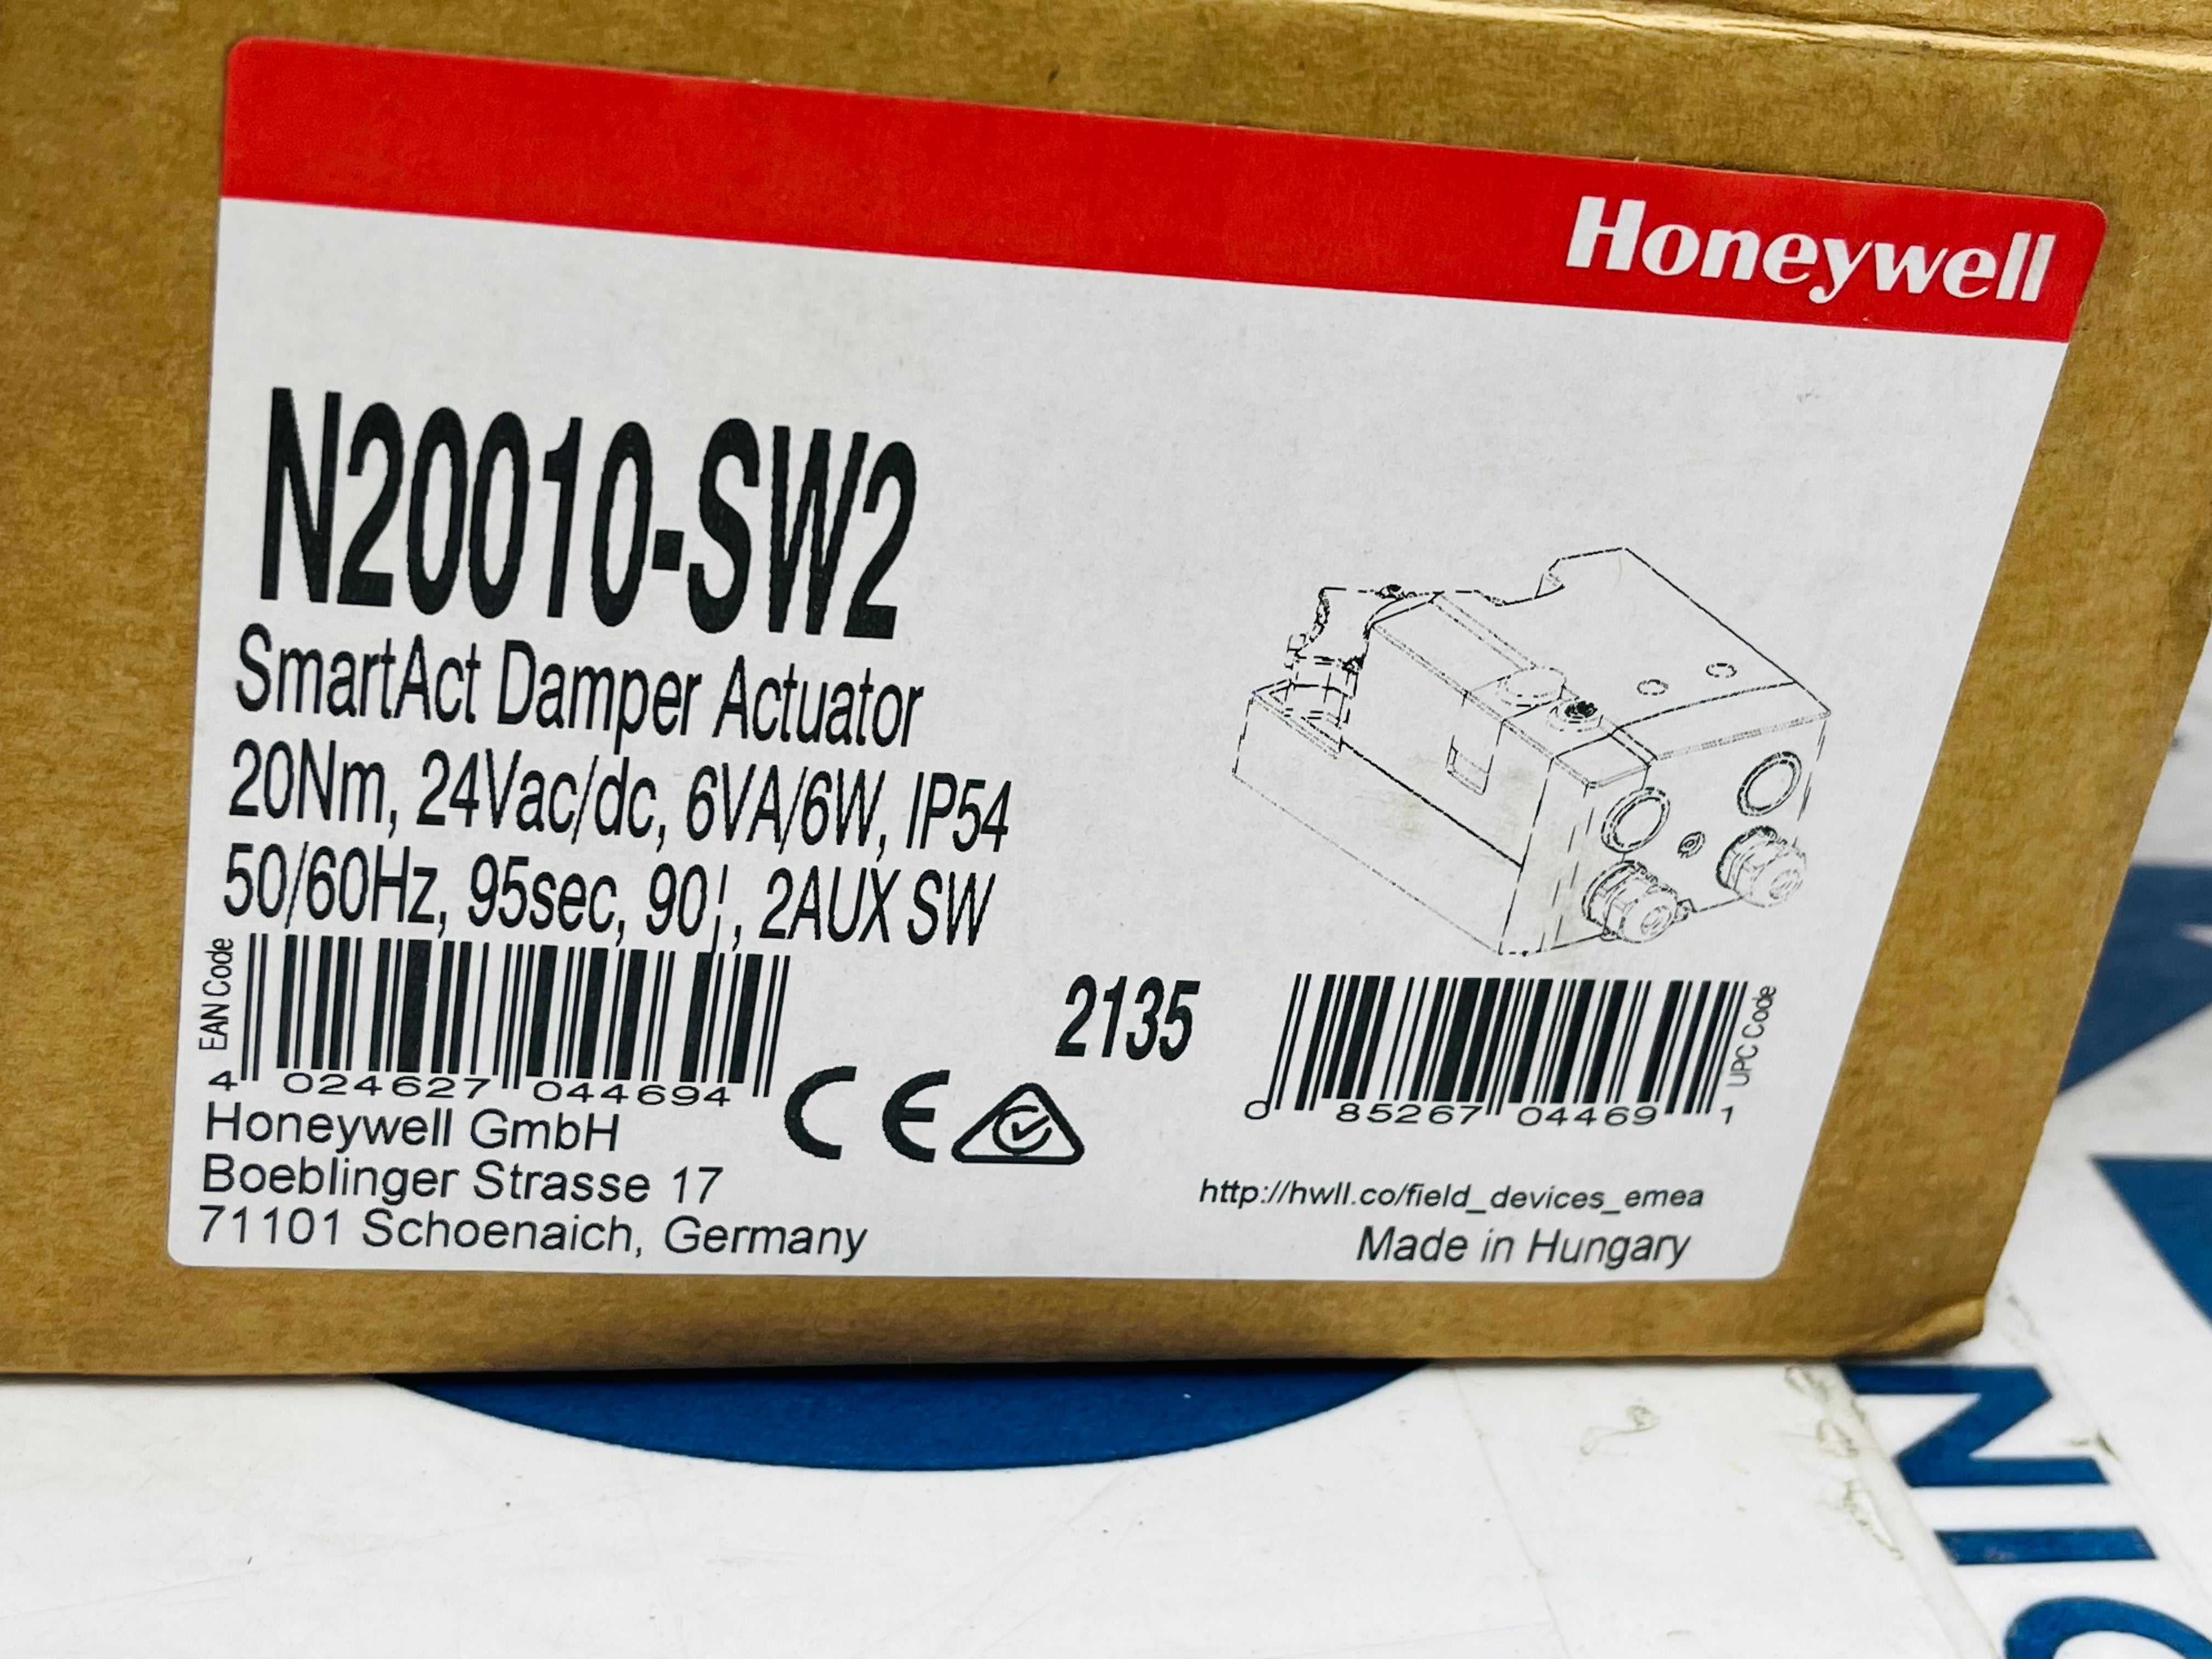 Honeywell
N20010-SW2
SmartAct Damper Actuator
20Nm, 24Vac/dc, 6VA/6W, IP54
50/60Hz, 95sec, 90¦, 2AUX SW
EAN Code
4 024627 044694
CE
2135
0 85267 04469 1
UPC Code
Honeywell GmbH
Boeblinger Strasse 17
71101 Schoenaich, Germany
http://hwll.co/field_devices_emea
Made in Hungary